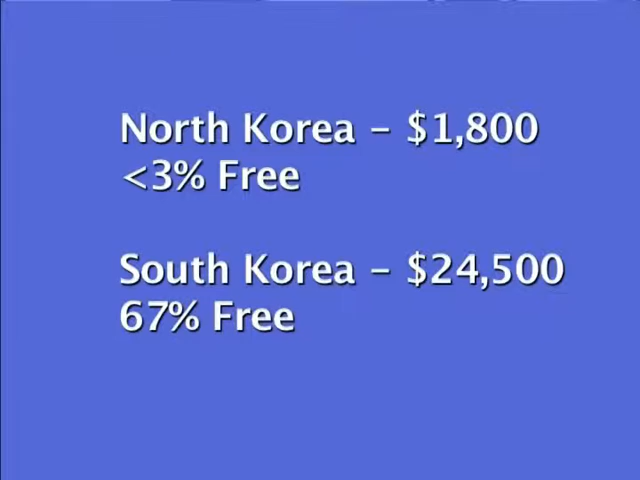 North Korea – $1,800
<3% Free
South Korea – $24,500
67% Free